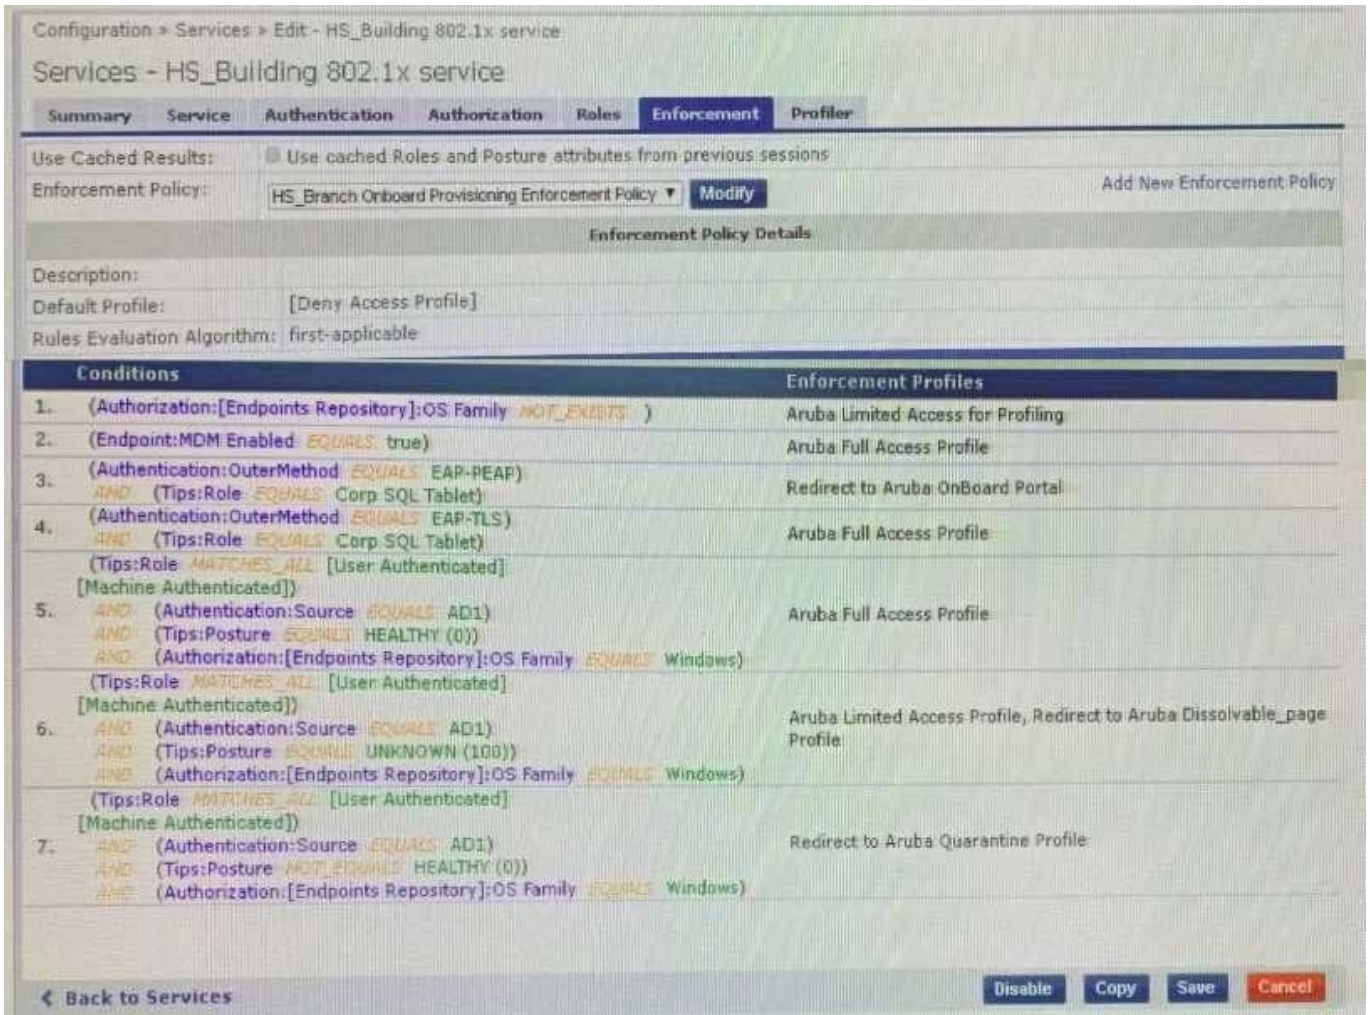 Configuration » Services » Edit - HS_Building 802.1x service
Services - HS_Building 802.1x service
Summary Service Authentication Authorization Roles Enforcement Profiler
Use Cached Results: Use cached Roles and Posture attributes from previous sessions
Enforcement Policy: HS_Branch Onboard Provisioning Enforcement Policy Modify Add New Enforcement Policy
Enforcement Policy Details
Description:
Default Profile: [Deny Access Profile]
Rules Evaluation Algorithm: first-applicable
Conditions Enforcement Profiles
1. (Authorization:[Endpoints Repository]:OS Family NOT_EXISTS ) Aruba Limited Access for Profiling
2. (Endpoint:MDM Enabled EQUALS true) Aruba Full Access Profile
3. (Authentication:OuterMethod EQUALS EAP-PEAP)
AND (Tips:Role EQUALS Corp SQL Tablet) Redirect to Aruba OnBoard Portal
4. (Authentication:OuterMethod EQUALS EAP-TLS)
AND (Tips:Role EQUALS Corp SQL Tablet) Aruba Full Access Profile
(Tips:Role MATCHES_ALL [User Authenticated]
[Machine Authenticated])
5. AND (Authentication:Source EQUALS AD1) Aruba Full Access Profile
AND (Tips:Posture EQUALS HEALTHY (0))
AND (Authorization:[Endpoints Repository]:OS Family EQUALS Windows)
(Tips:Role MATCHES_ALL [User Authenticated]
[Machine Authenticated])
6. AND (Authentication:Source EQUALS AD1) Aruba Limited Access Profile, Redirect to Aruba Dissolvable_page
Profile
AND (Tips:Posture EQUALS UNKNOWN (100))
AND (Authorization:[Endpoints Repository]:OS Family EQUALS Windows)
(Tips:Role MATCHES_ALL [User Authenticated]
[Machine Authenticated])
7. AND (Authentication:Source EQUALS AD1) Redirect to Aruba Quarantine Profile
AND (Tips:Posture NOT_EQUALS HEALTHY (0))
AND (Authorization:[Endpoints Repository]:OS Family EQUALS Windows)
< Back to Services Disable Copy Save Cancel